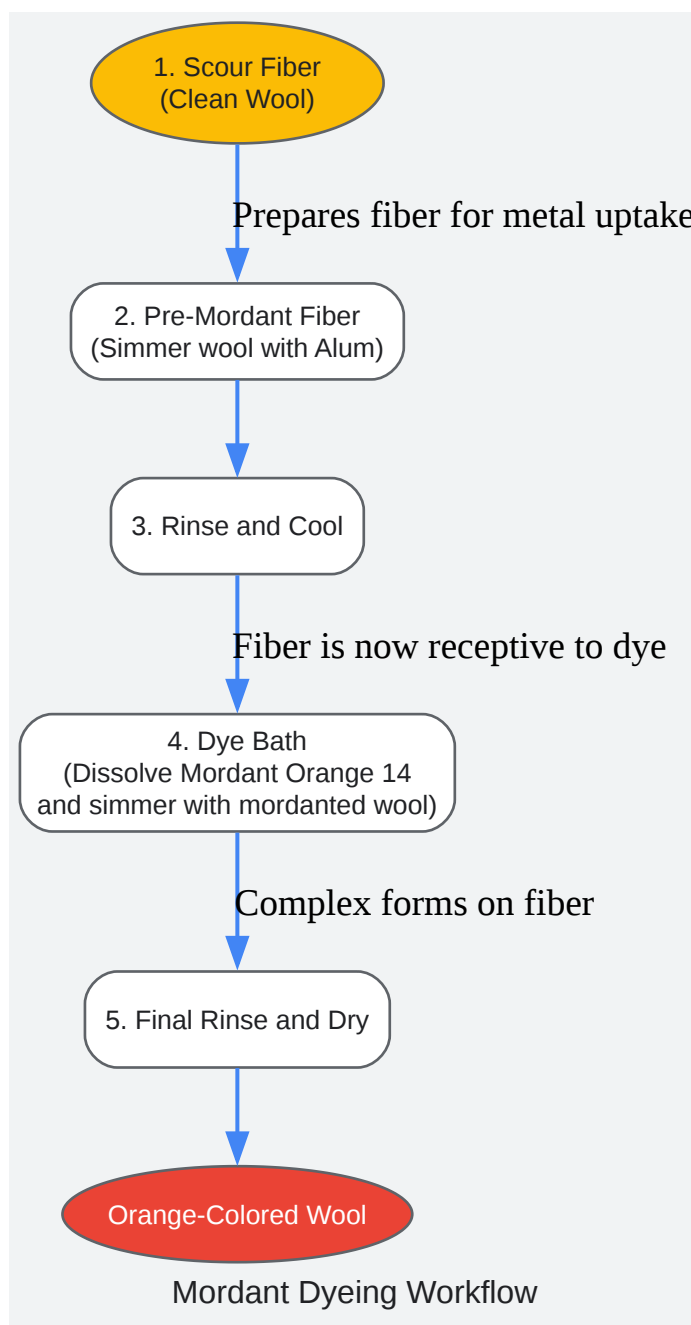 1. Scour Fiber
(Clean Wool)
Prepares fiber for metal uptake
2. Pre-Mordant Fiber
(Simmer wool with Alum)
3. Rinse and Cool
Fiber is now receptive to dye
4. Dye Bath
(Dissolve Mordant Orange 14
and simmer with mordanted wool)
Complex forms on fiber
5. Final Rinse and Dry
Orange-Colored Wool
Mordant Dyeing Workflow